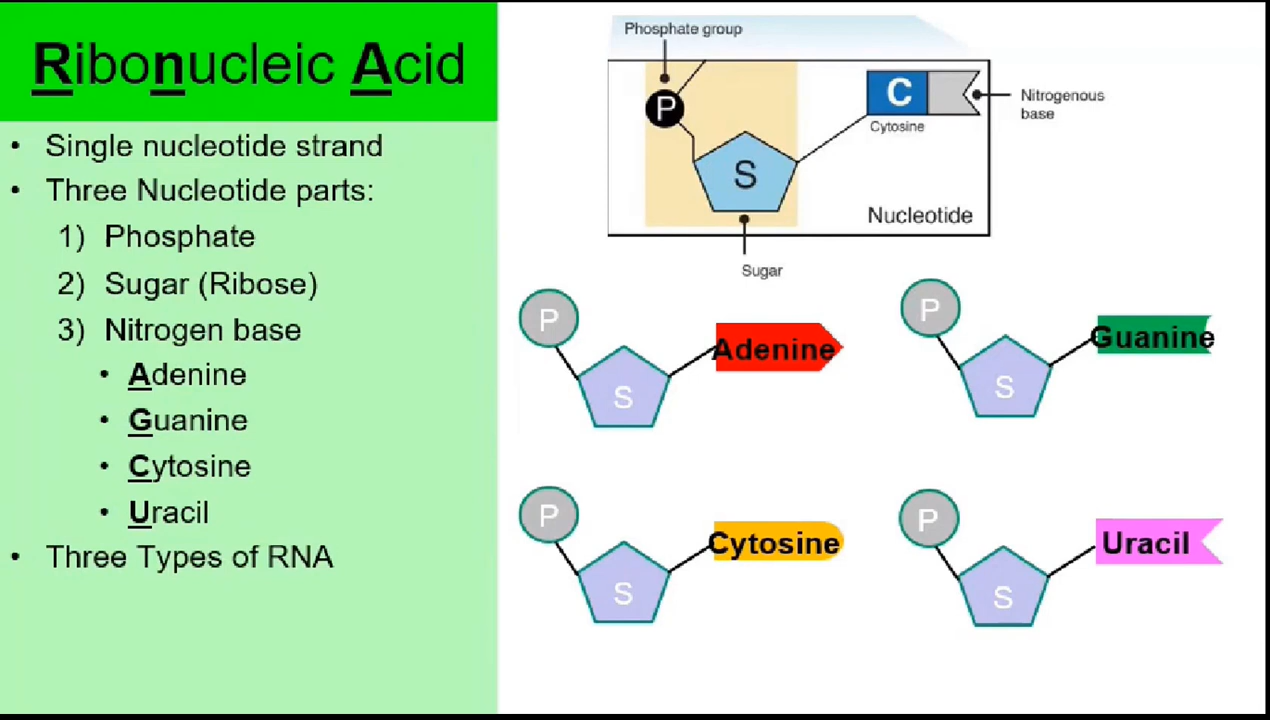 Ribonucleic Acid
• Single nucleotide strand
• Three Nucleotide parts:
1) Phosphate
2) Sugar (Ribose)
3) Nitrogen base
• Adenine
• Guanine
• Cytosine
• Uracil
• Three Types of RNA
Phosphate group
P
C
Cytosine
Nitrogenous
base
S
Nucleotide
Sugar
P
Adenine
S
P
Guanine
S
P
Cytosine
S
P
Uracil
S